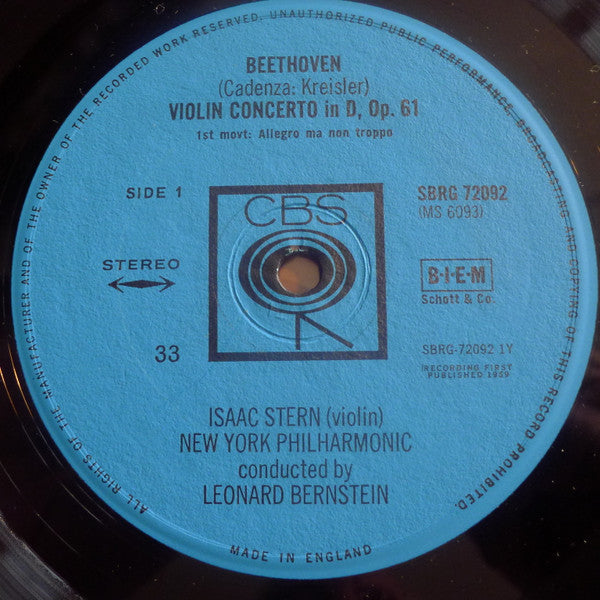 ALL RIGHTS OF THE MANUFACTURER AND OF THE OWNER OF THE RECORDED WORK RESERVED. UNAUTHORIZED PUBLIC PERFORMANCE, BROADCASTING AND COPYING OF THIS RECORD PROHIBITED.
BEETHOVEN
(Cadenza: Kreisler)
VIOLIN CONCERTO in D, Op. 61
1st movt: Allegro ma non troppo
SIDE 1
SBRG 72092
(MS 6093)
CBS
STEREO
B·I·E·M
Schott & Co.
33
SBRG-72092 1Y
RECORDING FIRST
PUBLISHED 1959
ISAAC STERN (violin)
NEW YORK PHILHARMONIC
conducted by
LEONARD BERNSTEIN
MADE IN ENGLAND